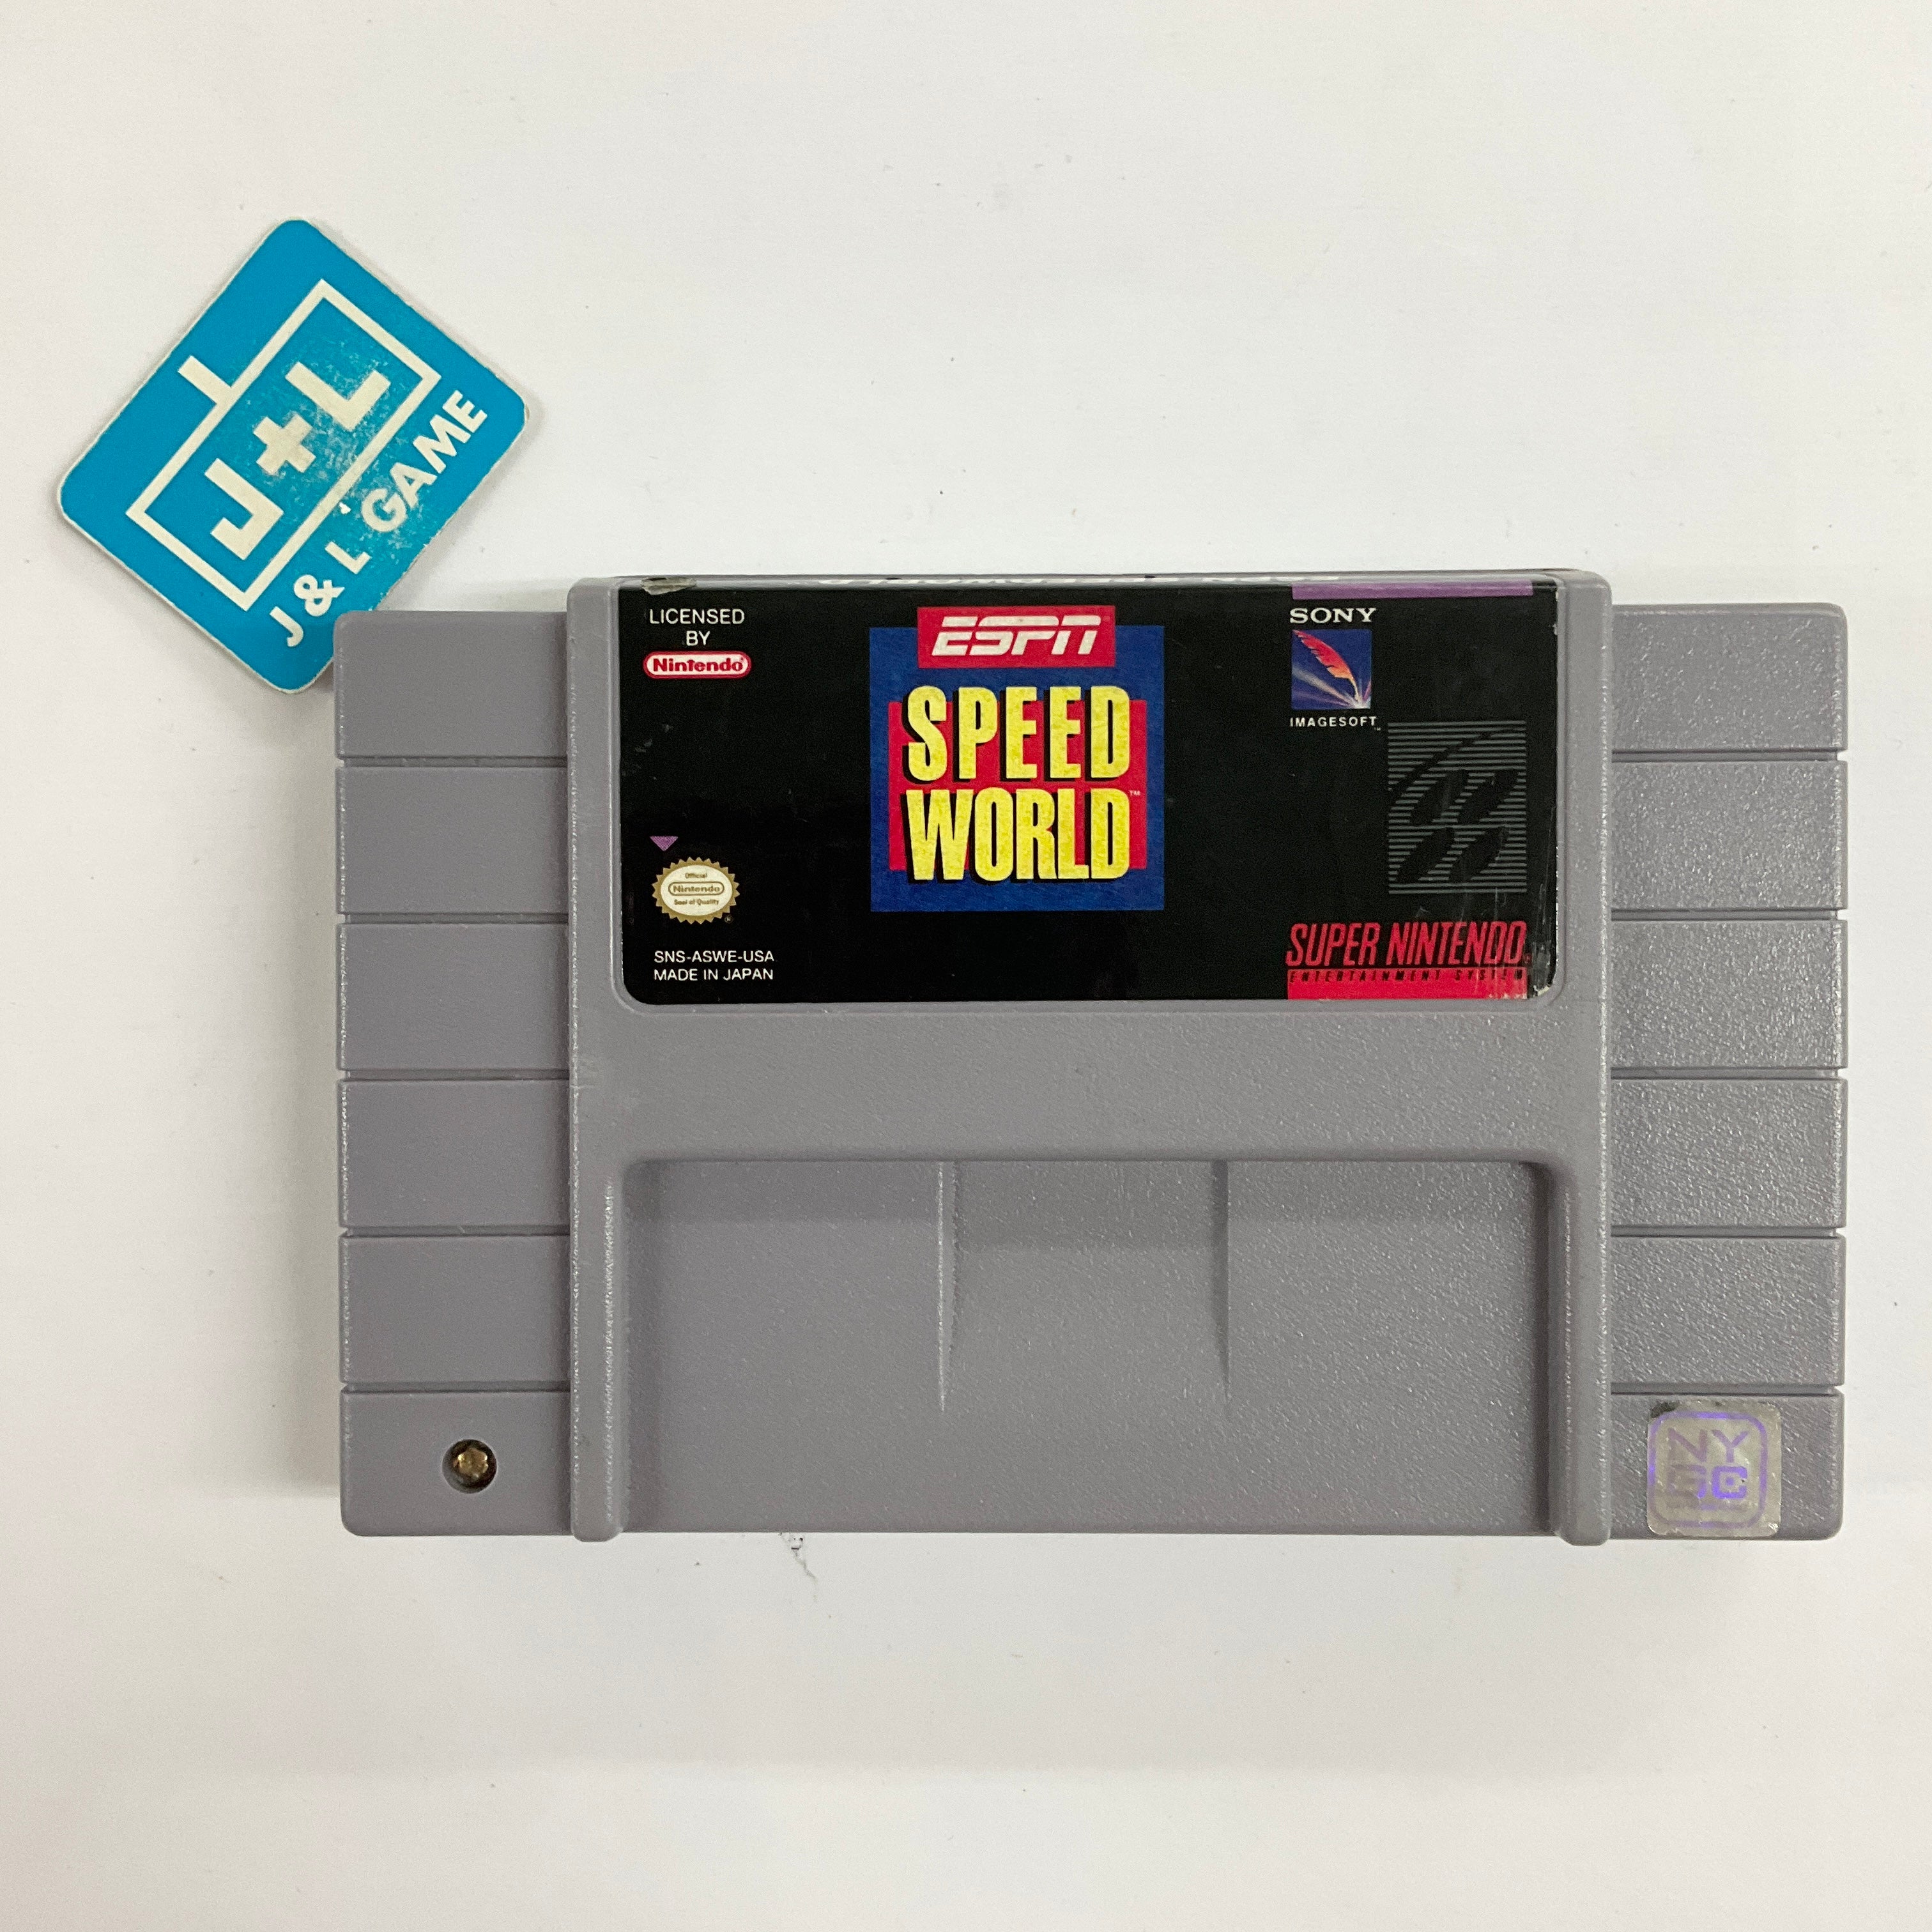 J+L
J & L GAME
LICENSED
BY
Nintendo
ESPN
SPEED
WORLD™
SONY
IMAGESOFT
Official
Nintendo
Seal of Quality
SNS-ASWE-USA
MADE IN JAPAN
SUPER NINTENDO
ENTERTAINMENT SYSTEM
NY
GC